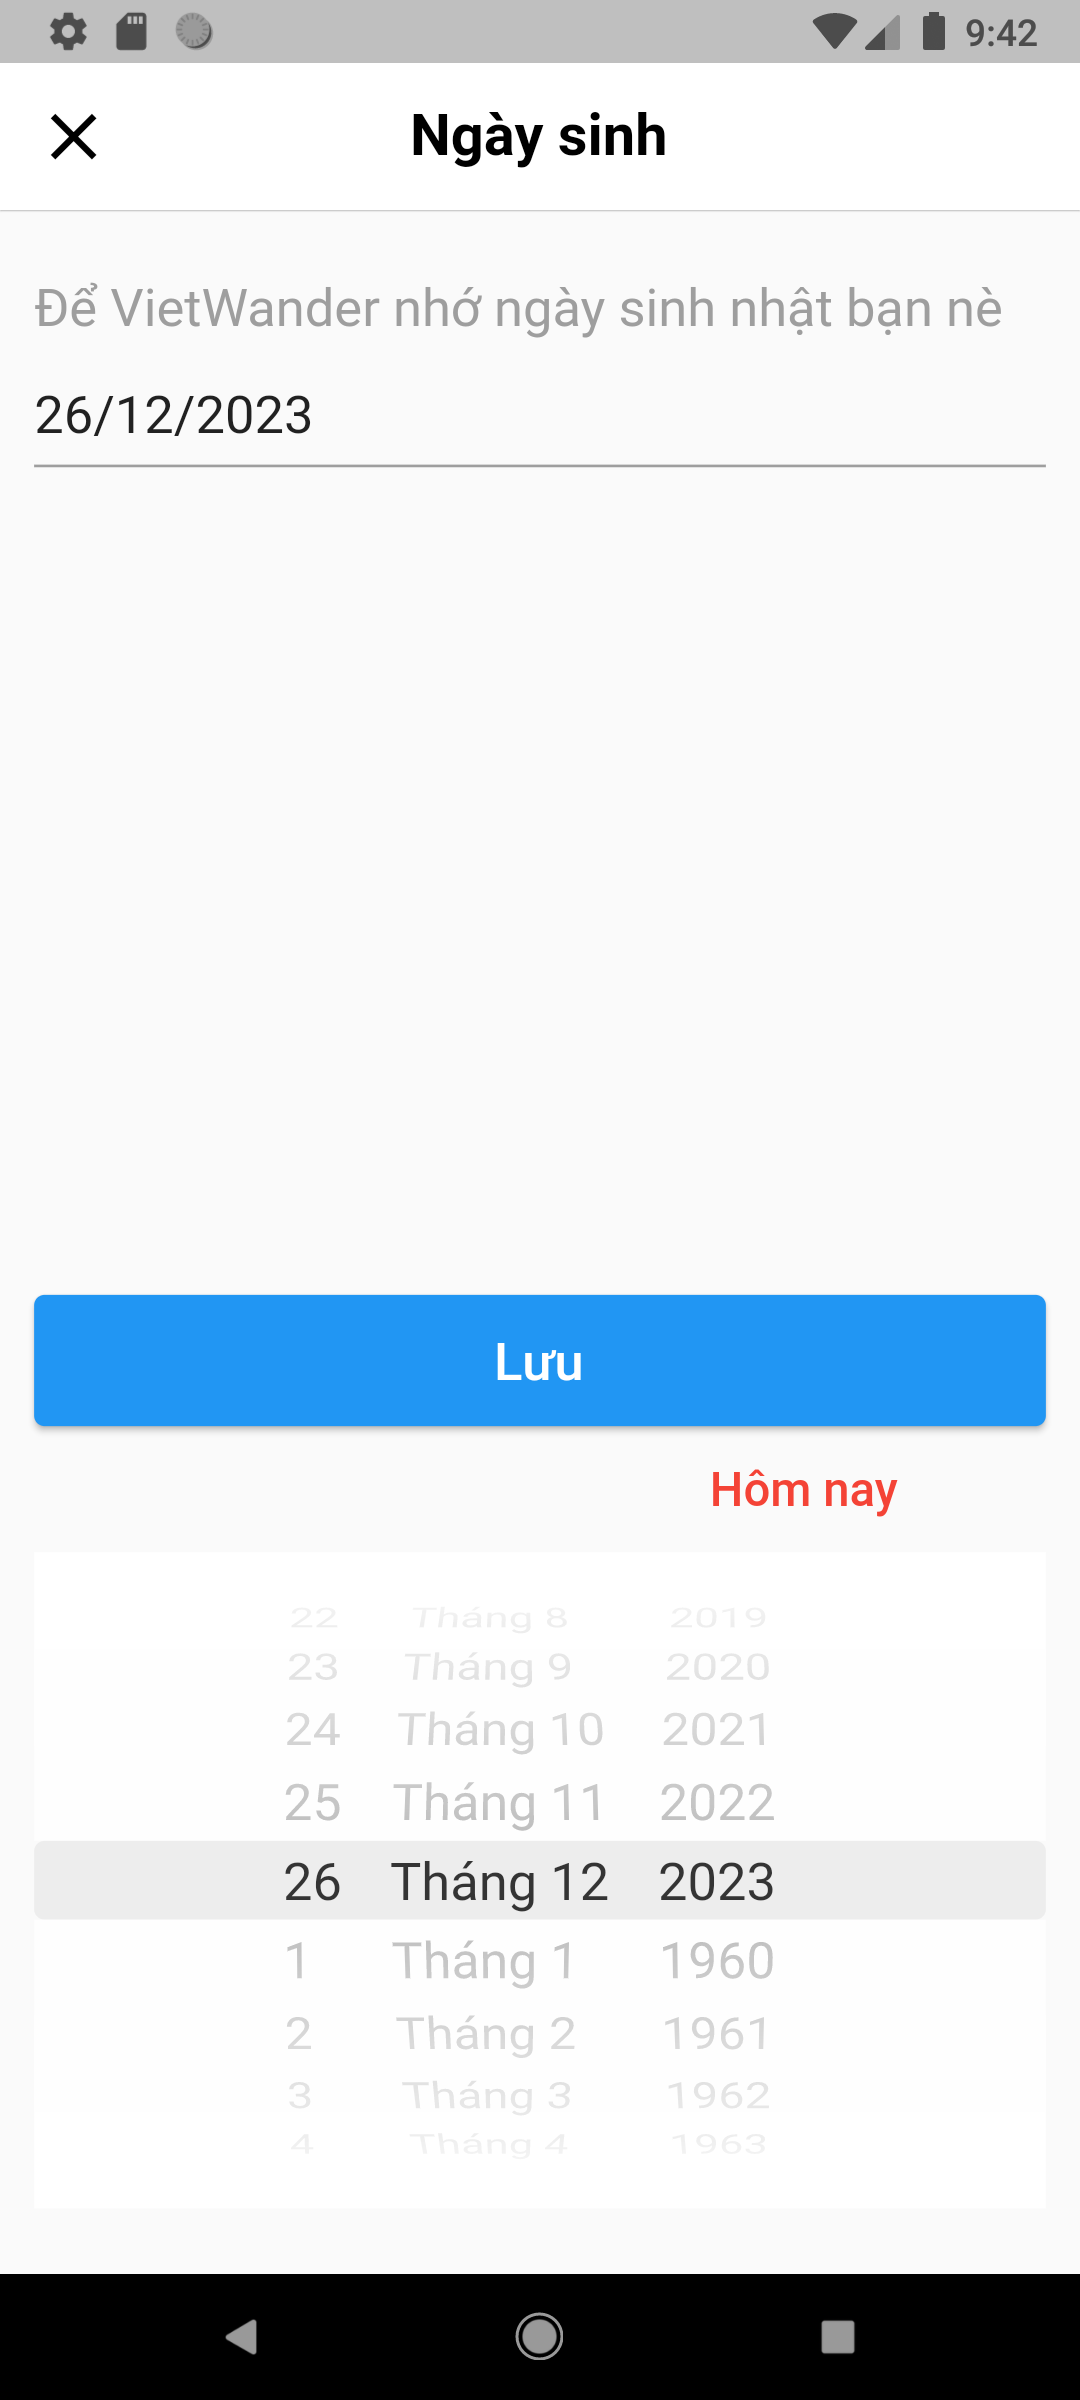 9:42
Ngày sinh
Để VietWander nhớ ngày sinh nhật bạn nè
26/12/2023
Lưu
Hôm nay
22 Tháng 8 2019
23 Tháng 9 2020
24 Tháng 10 2021
25 Tháng 11 2022
26 Tháng 12 2023
1 Tháng 1 1960
2 Tháng 2 1961
3 Tháng 3 1962
4 Tháng 4 1963